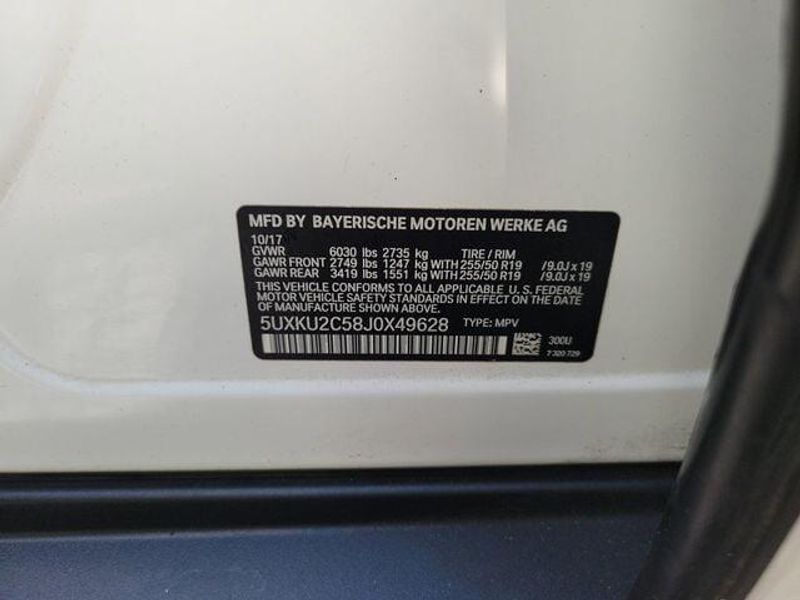 MFD BY BAYERISCHE MOTOREN WERKE AG
10/17
GVWR 6030 lbs 2735 kg TIRE / RIM
GAWR FRONT 2749 lbs 1247 kg WITH 255/50 R19 /9.0J x 19
GAWR REAR 3419 lbs 1551 kg WITH 255/50 R19 /9.0J x 19
THIS VEHICLE CONFORMS TO ALL APPLICABLE U. S. FEDERAL
MOTOR VEHICLE SAFETY STANDARDS IN EFFECT ON THE DATE OF
MANUFACTURE SHOWN ABOVE.
5UXKU2C58J0X49628 TYPE: MPV
300U
7 320 729